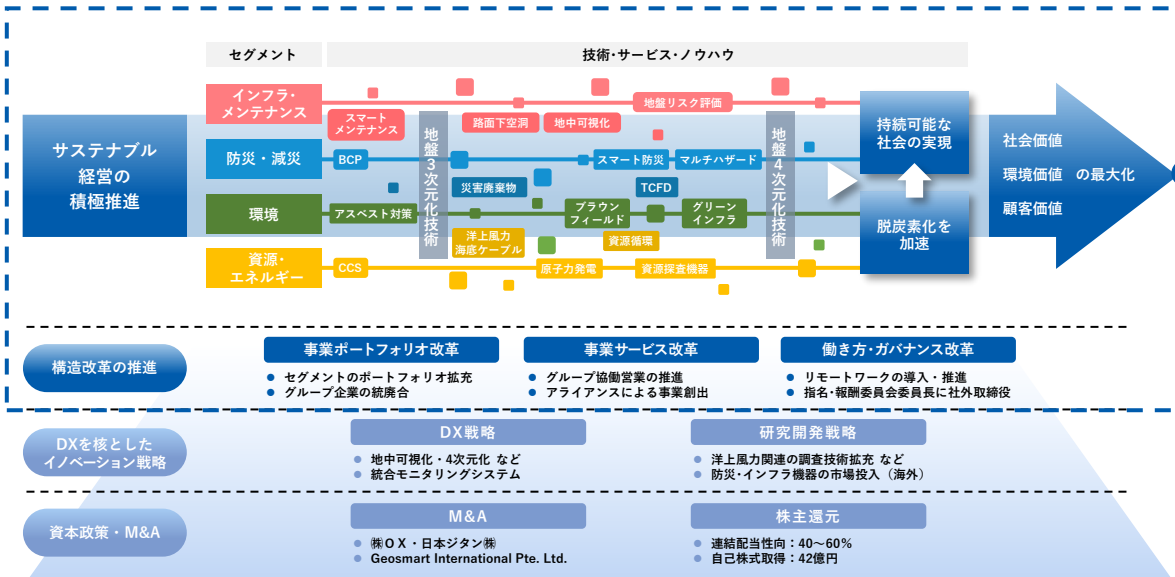 セグメント
技術・サービス・ノウハウ
サステナブル
経営の
積極推進
インフラ・
メンテナンス
スマート
メンテナンス
路面下空洞
地中可視化
地盤リスク評価
防災・減災
BCP
スマート防災
マルチハザード
災害廃棄物
TCFD
環境
アスベスト対策
ブラウン
フィールド
グリーン
インフラ
洋上風力
海底ケーブル
資源循環
資源・
エネルギー
CCS
原子力発電
資源探査機器
地盤3次元化技術
地盤4次元化技術
持続可能な
社会の実現
脱炭素化を
加速
社会価値
環境価値 の最大化
顧客価値
構造改革の推進
事業ポートフォリオ改革
● セグメントのポートフォリオ拡充
● グループ企業の統廃合
事業サービス改革
● グループ協働営業の推進
● アライアンスによる事業創出
働き方・ガバナンス改革
● リモートワークの導入・推進
● 指名・報酬委員会委員長に社外取締役
DXを核とした
イノベーション戦略
DX戦略
● 地中可視化・4次元化 など
● 統合モニタリングシステム
研究開発戦略
● 洋上風力関連の調査技術拡充 など
● 防災・インフラ機器の市場投入（海外）
資本政策・M&A
M&A
● ㈱OX・日本ジタン㈱
● Geosmart International Pte. Ltd.
株主還元
● 連結配当性向：40～60%
● 自己株式取得：42億円